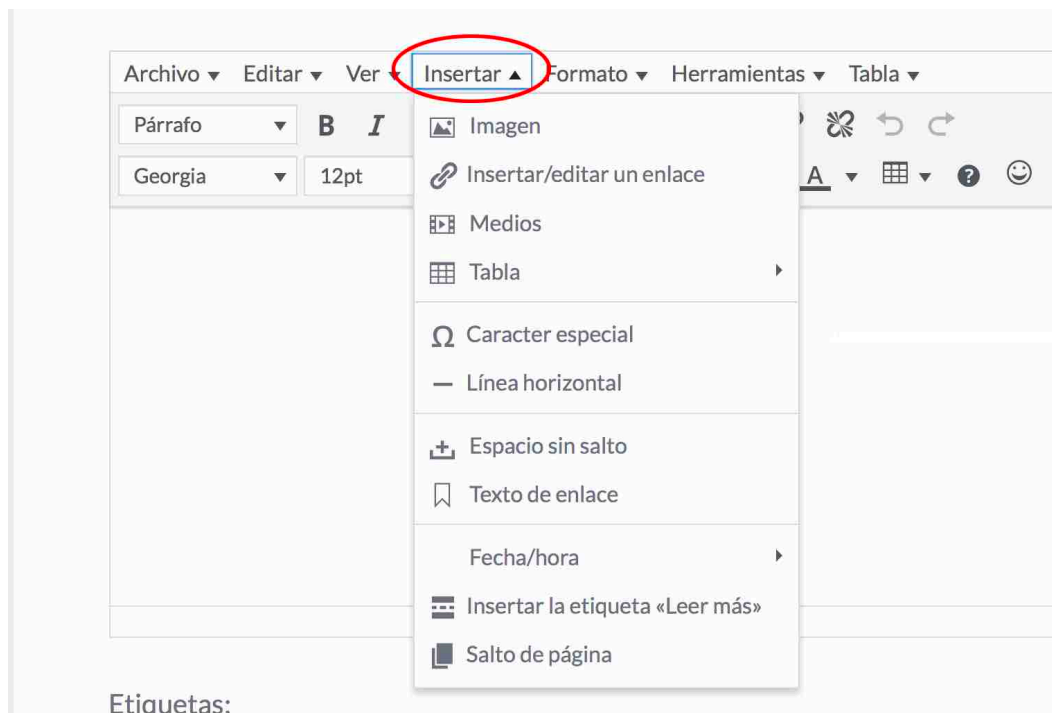 Archivo Editar Ver Insertar Formato Herramientas Tabla
Párrafo B I
Georgia 12pt A
Imagen
Insertar/editar un enlace
Medios
Tabla
Caracter especial
Línea horizontal
Espacio sin salto
Texto de enlace
Fecha/hora
Insertar la etiqueta «Leer más»
Salto de página
Etiquetas: